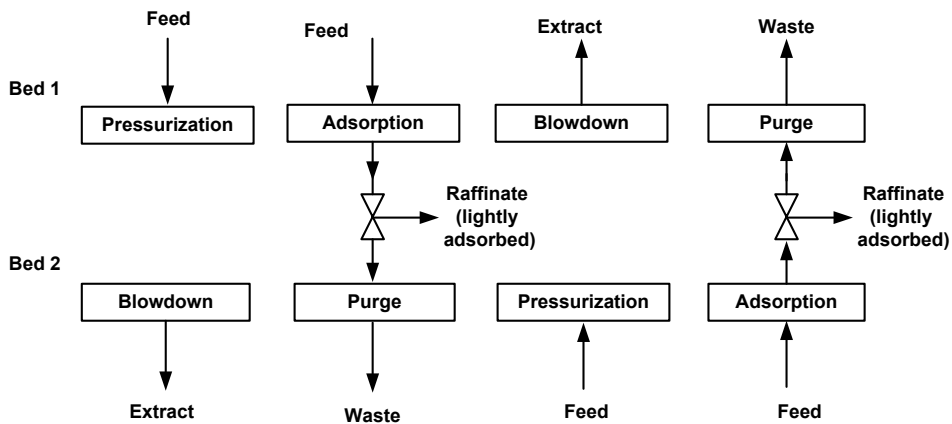 Feed
Feed
Extract
Waste
Bed 1
Pressurization
Adsorption
Blowdown
Purge
Raffinate
(lightly
adsorbed)
Raffinate
(lightly
adsorbed)
Bed 2
Blowdown
Purge
Pressurization
Adsorption
Extract
Waste
Feed
Feed